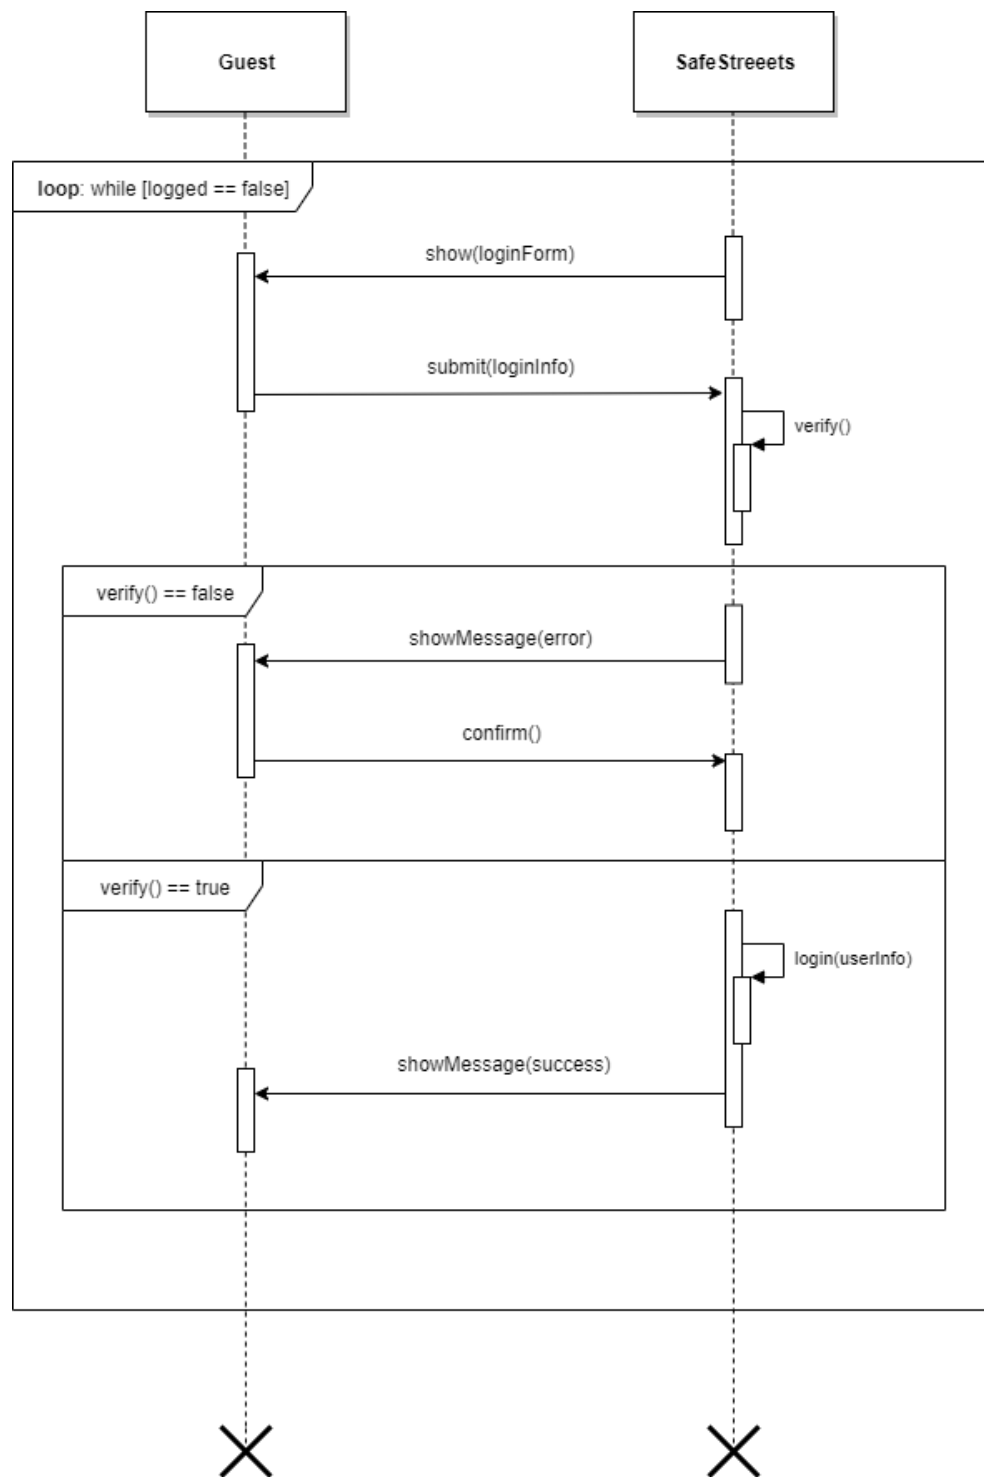 Guest
SafeStreeets
loop: while [logged == false]
show(loginForm)
submit(loginInfo)
verify()
verify() == false
showMessage(error)
confirm()
verify() == true
login(userInfo)
showMessage(success)